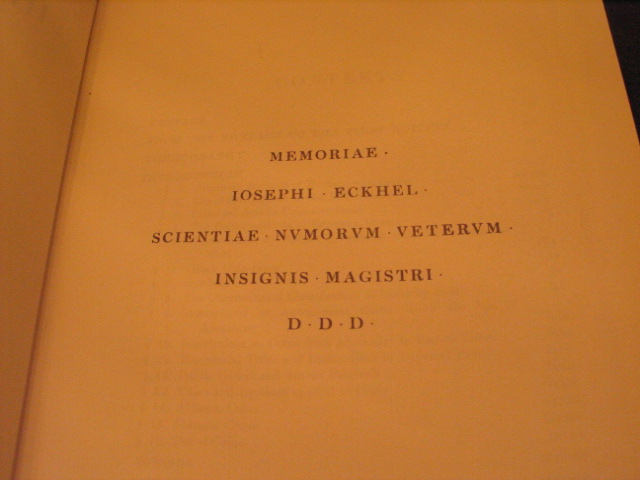 MEMORIAE ·
IOSEPHI · ECKHEL ·
SCIENTIAE · NVMORVM · VETERVM ·
INSIGNIS · MAGISTRI ·
D · D · D ·